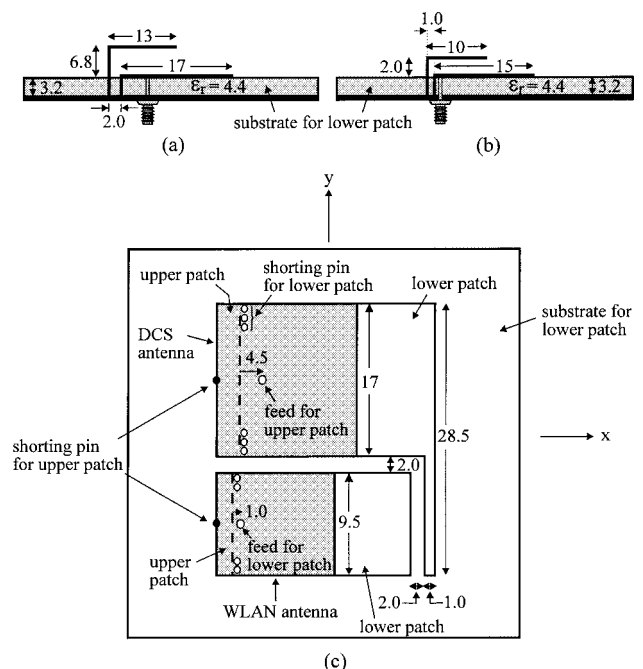 13
6.8
17
3.2
εr = 4.4
2.0
substrate for lower patch
(a)
1.0
10
2.0
15
εr = 4.4
3.2
(b)
y
upper patch
shorting pin
for lower patch
lower patch
substrate for
lower patch
DCS
antenna
4.5
17
feed for
upper patch
28.5
x
shorting pin
for upper patch
2.0
1.0
9.5
feed for
lower patch
upper
patch
WLAN antenna
lower patch
2.0
1.0
(c)